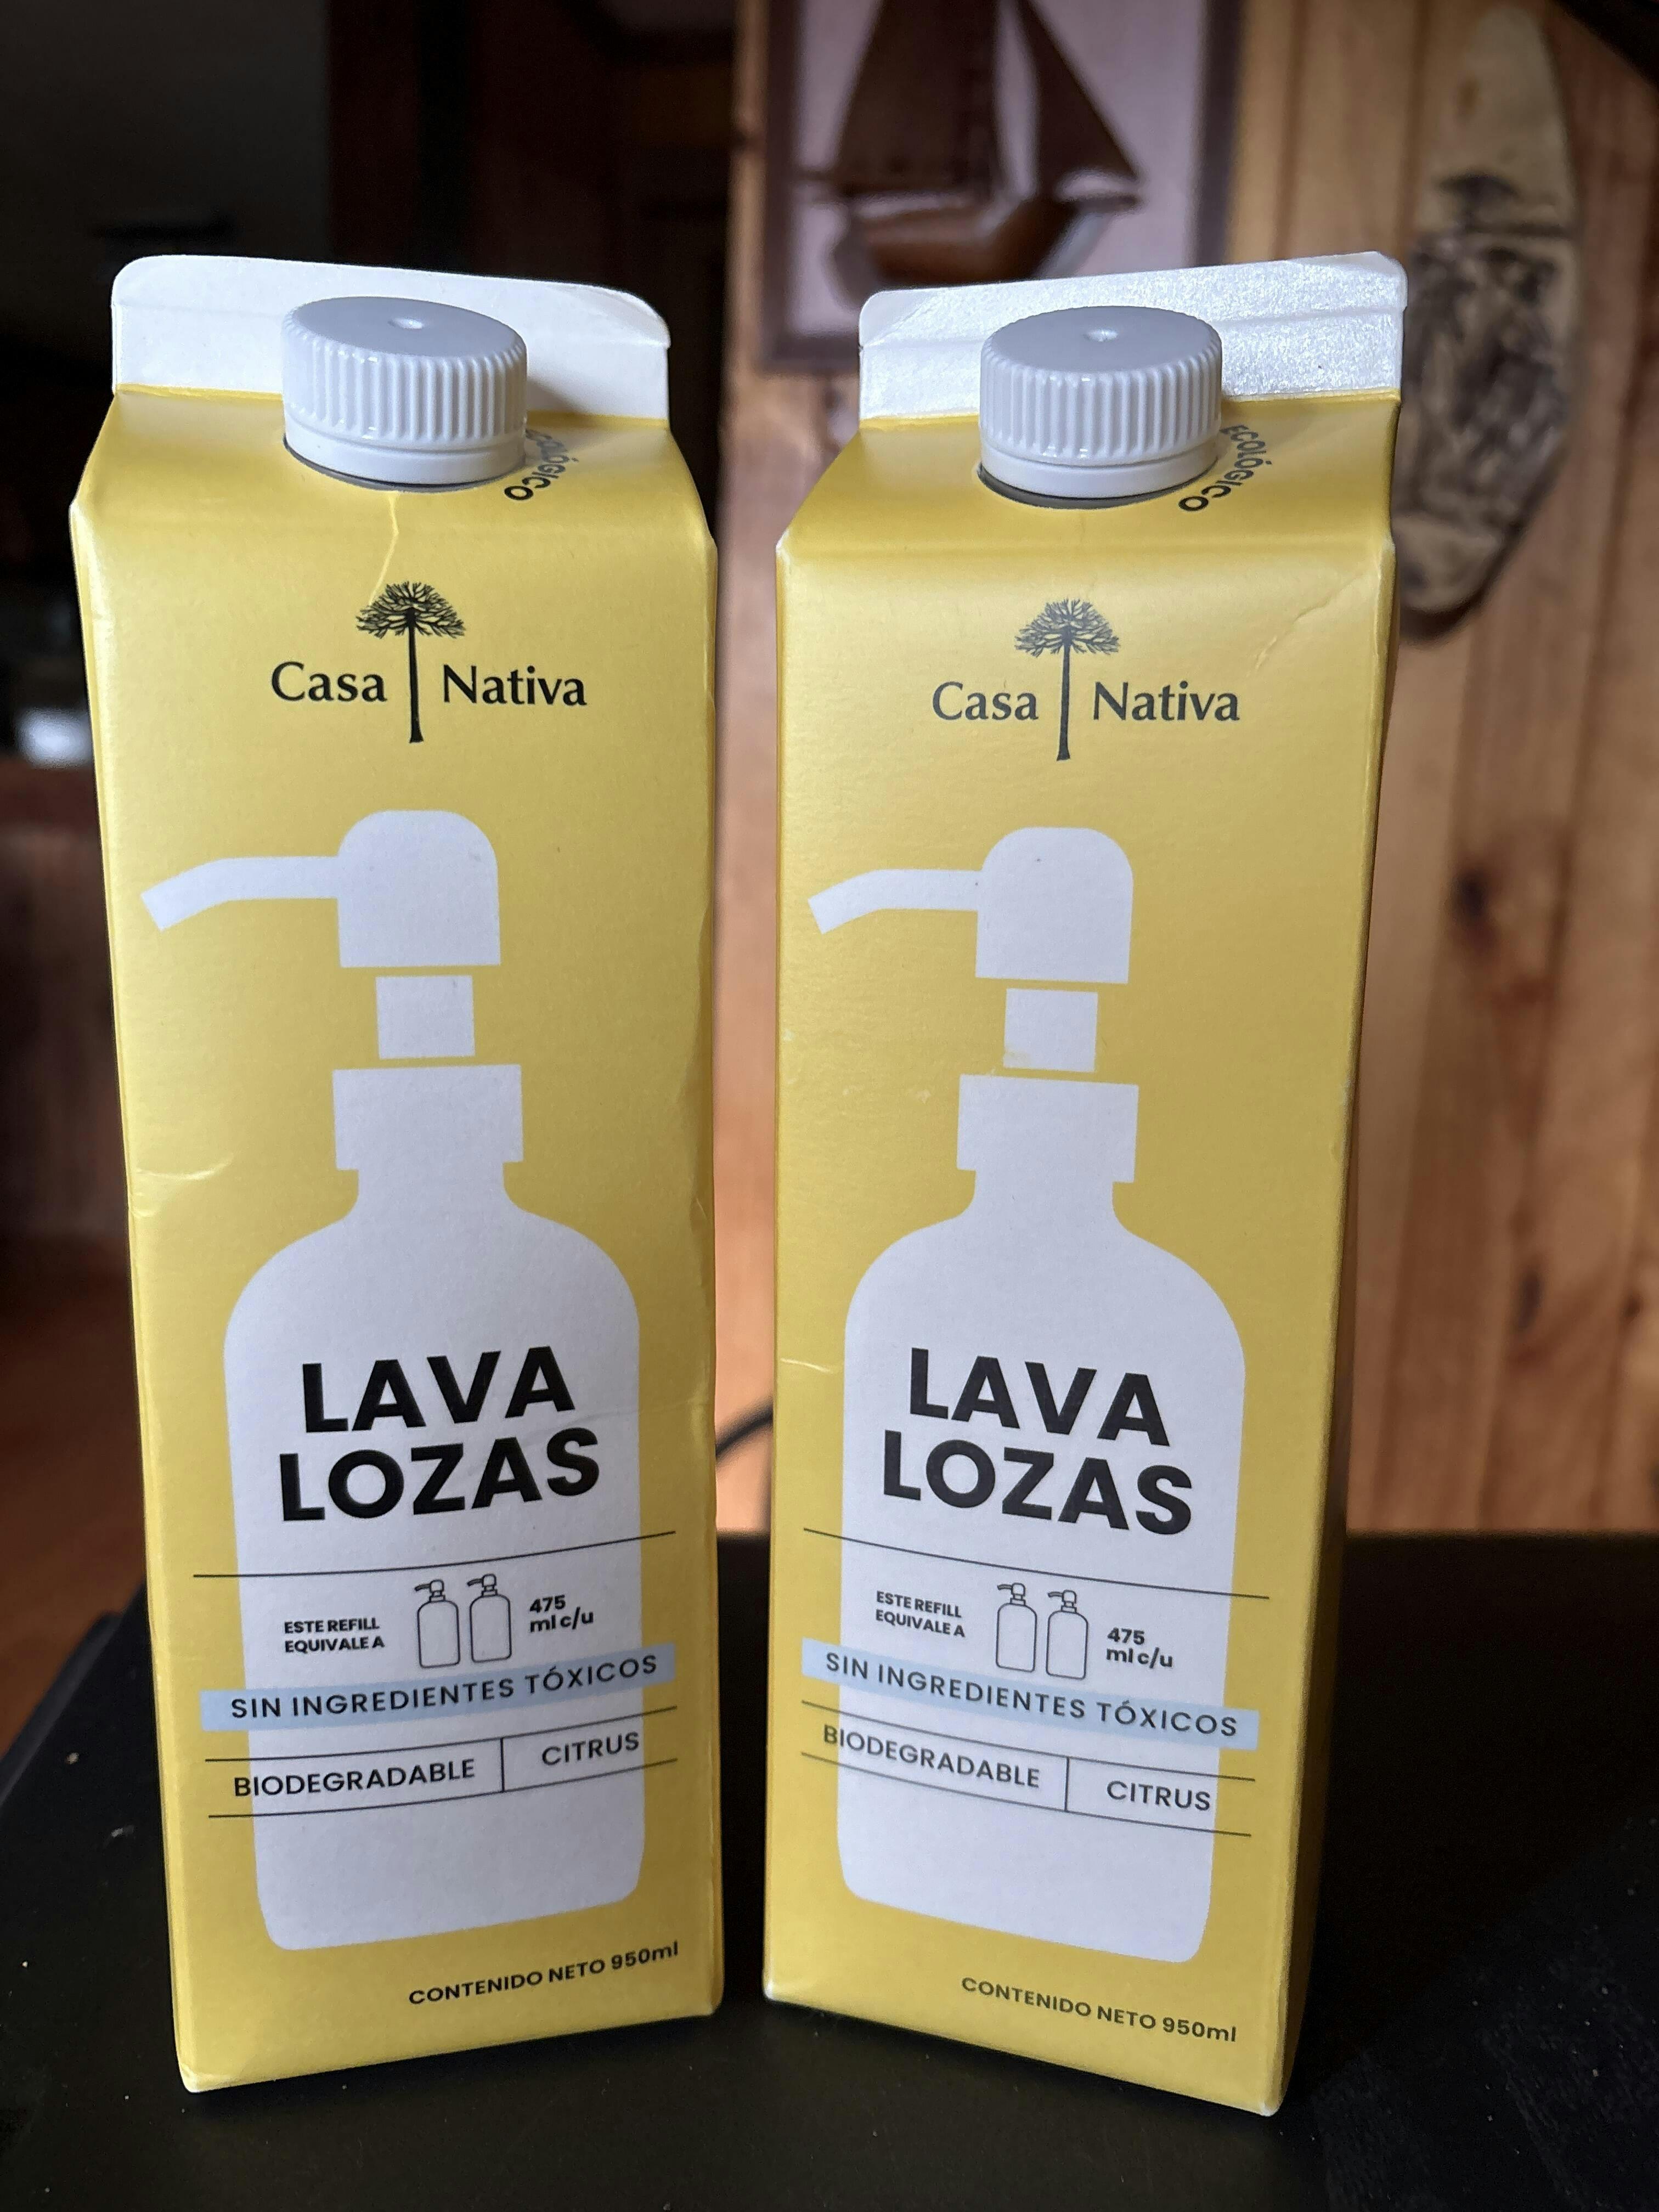 ECOLÓGICO
Casa Nativa
LAVA
LOZAS
ESTE REFILL
EQUIVALE A
475
ml c/u
SIN INGREDIENTES TÓXICOS
BIODEGRADABLE
CITRUS
CONTENIDO NETO 950ml
ECOLÓGICO
Casa Nativa
LAVA
LOZAS
ESTE REFILL
EQUIVALE A
475
ml c/u
SIN INGREDIENTES TÓXICOS
BIODEGRADABLE
CITRUS
CONTENIDO NETO 950ml